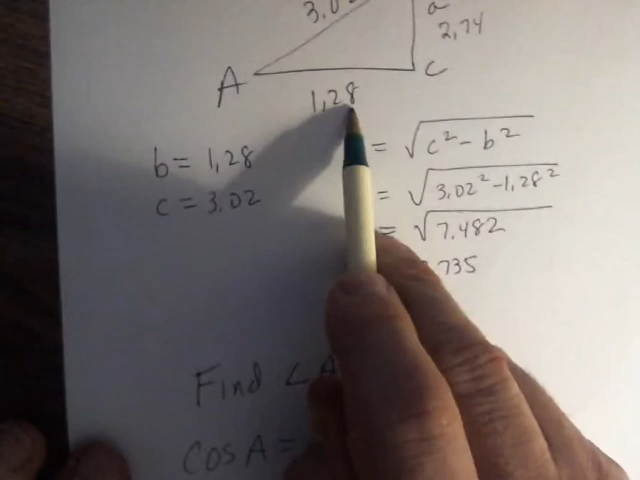 3.0
a
2,74
A
C
1,28
b = 1,28
c = 3.02
= √c² - b²
= √3.02² - 1.28²
= √7.482
.735
Find ∠A
COS A =